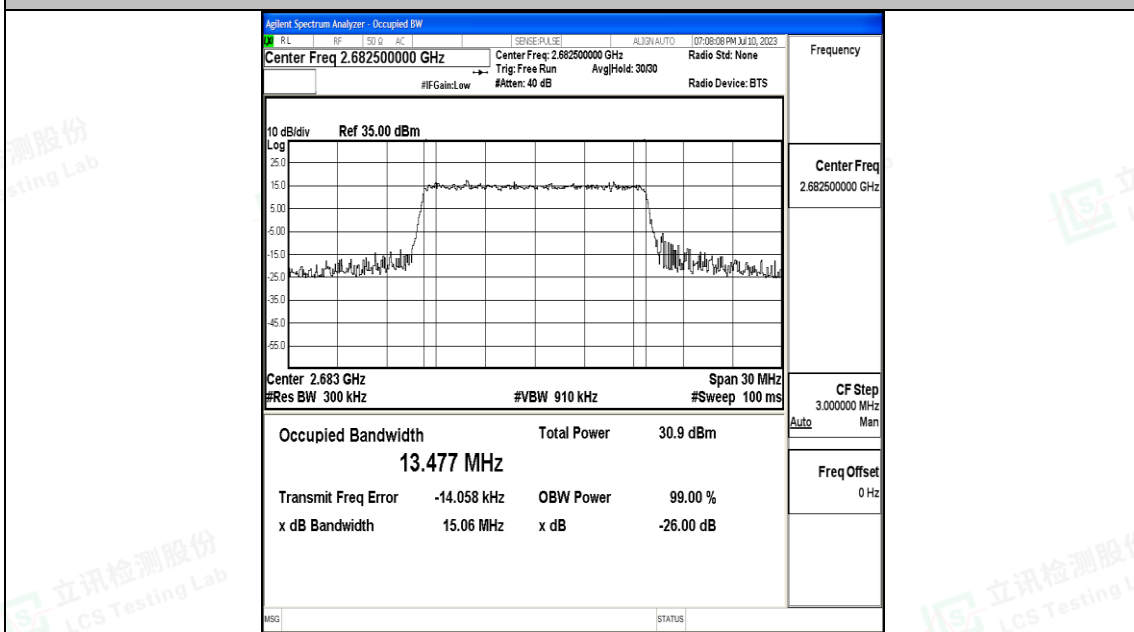 Agilent Spectrum Analyzer - Occupied BW
RL RF 50 Ω AC SENSE:PULSE ALIGN AUTO 07:08:08 PM Jul 10, 2023
Center Freq 2.682500000 GHz
Center Freq: 2.682500000 GHz Radio Std: None
Trig: Free Run Avg|Hold: 30/30
#IFGain:Low #Atten: 40 dB Radio Device: BTS
Frequency
10 dB/div Ref 35.00 dBm
Log
25.0
15.0
5.00
-5.00
-15.0
-25.0
-35.0
-45.0
-55.0
Center 2.683 GHz Span 30 MHz
#Res BW 300 kHz #VBW 910 kHz #Sweep 100 ms
Occupied Bandwidth Total Power 30.9 dBm
13.477 MHz
Transmit Freq Error -14.058 kHz OBW Power 99.00 %
x dB Bandwidth 15.06 MHz x dB -26.00 dB
MSG STATUS
Center Freq
2.682500000 GHz
CF Step
3.000000 MHz
Auto Man
Freq Offset
0 Hz
测股份
sting Lab
LCS
立讯检测股份
LCS Testing Lab
立讯检测股份
LCS Testing L